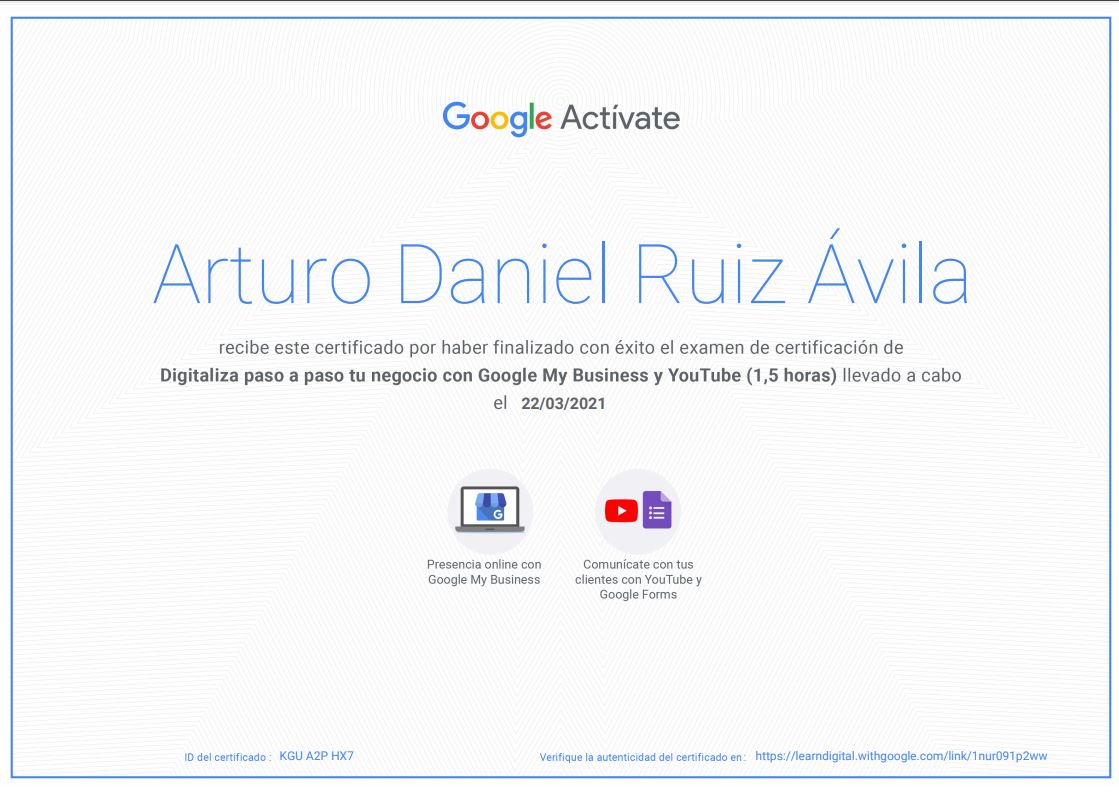 Google Actívate
Arturo Daniel Ruiz Ávila
recibe este certificado por haber finalizado con éxito el examen de certificación de
Digitaliza paso a paso tu negocio con Google My Business y YouTube (1,5 horas) llevado a cabo
el 22/03/2021
G
Presencia online con
Google My Business
Comunícate con tus
clientes con YouTube y
Google Forms
ID del certificado : KGU A2P HX7
Verifique la autenticidad del certificado en : https://learndigital.withgoogle.com/link/1nur091p2ww